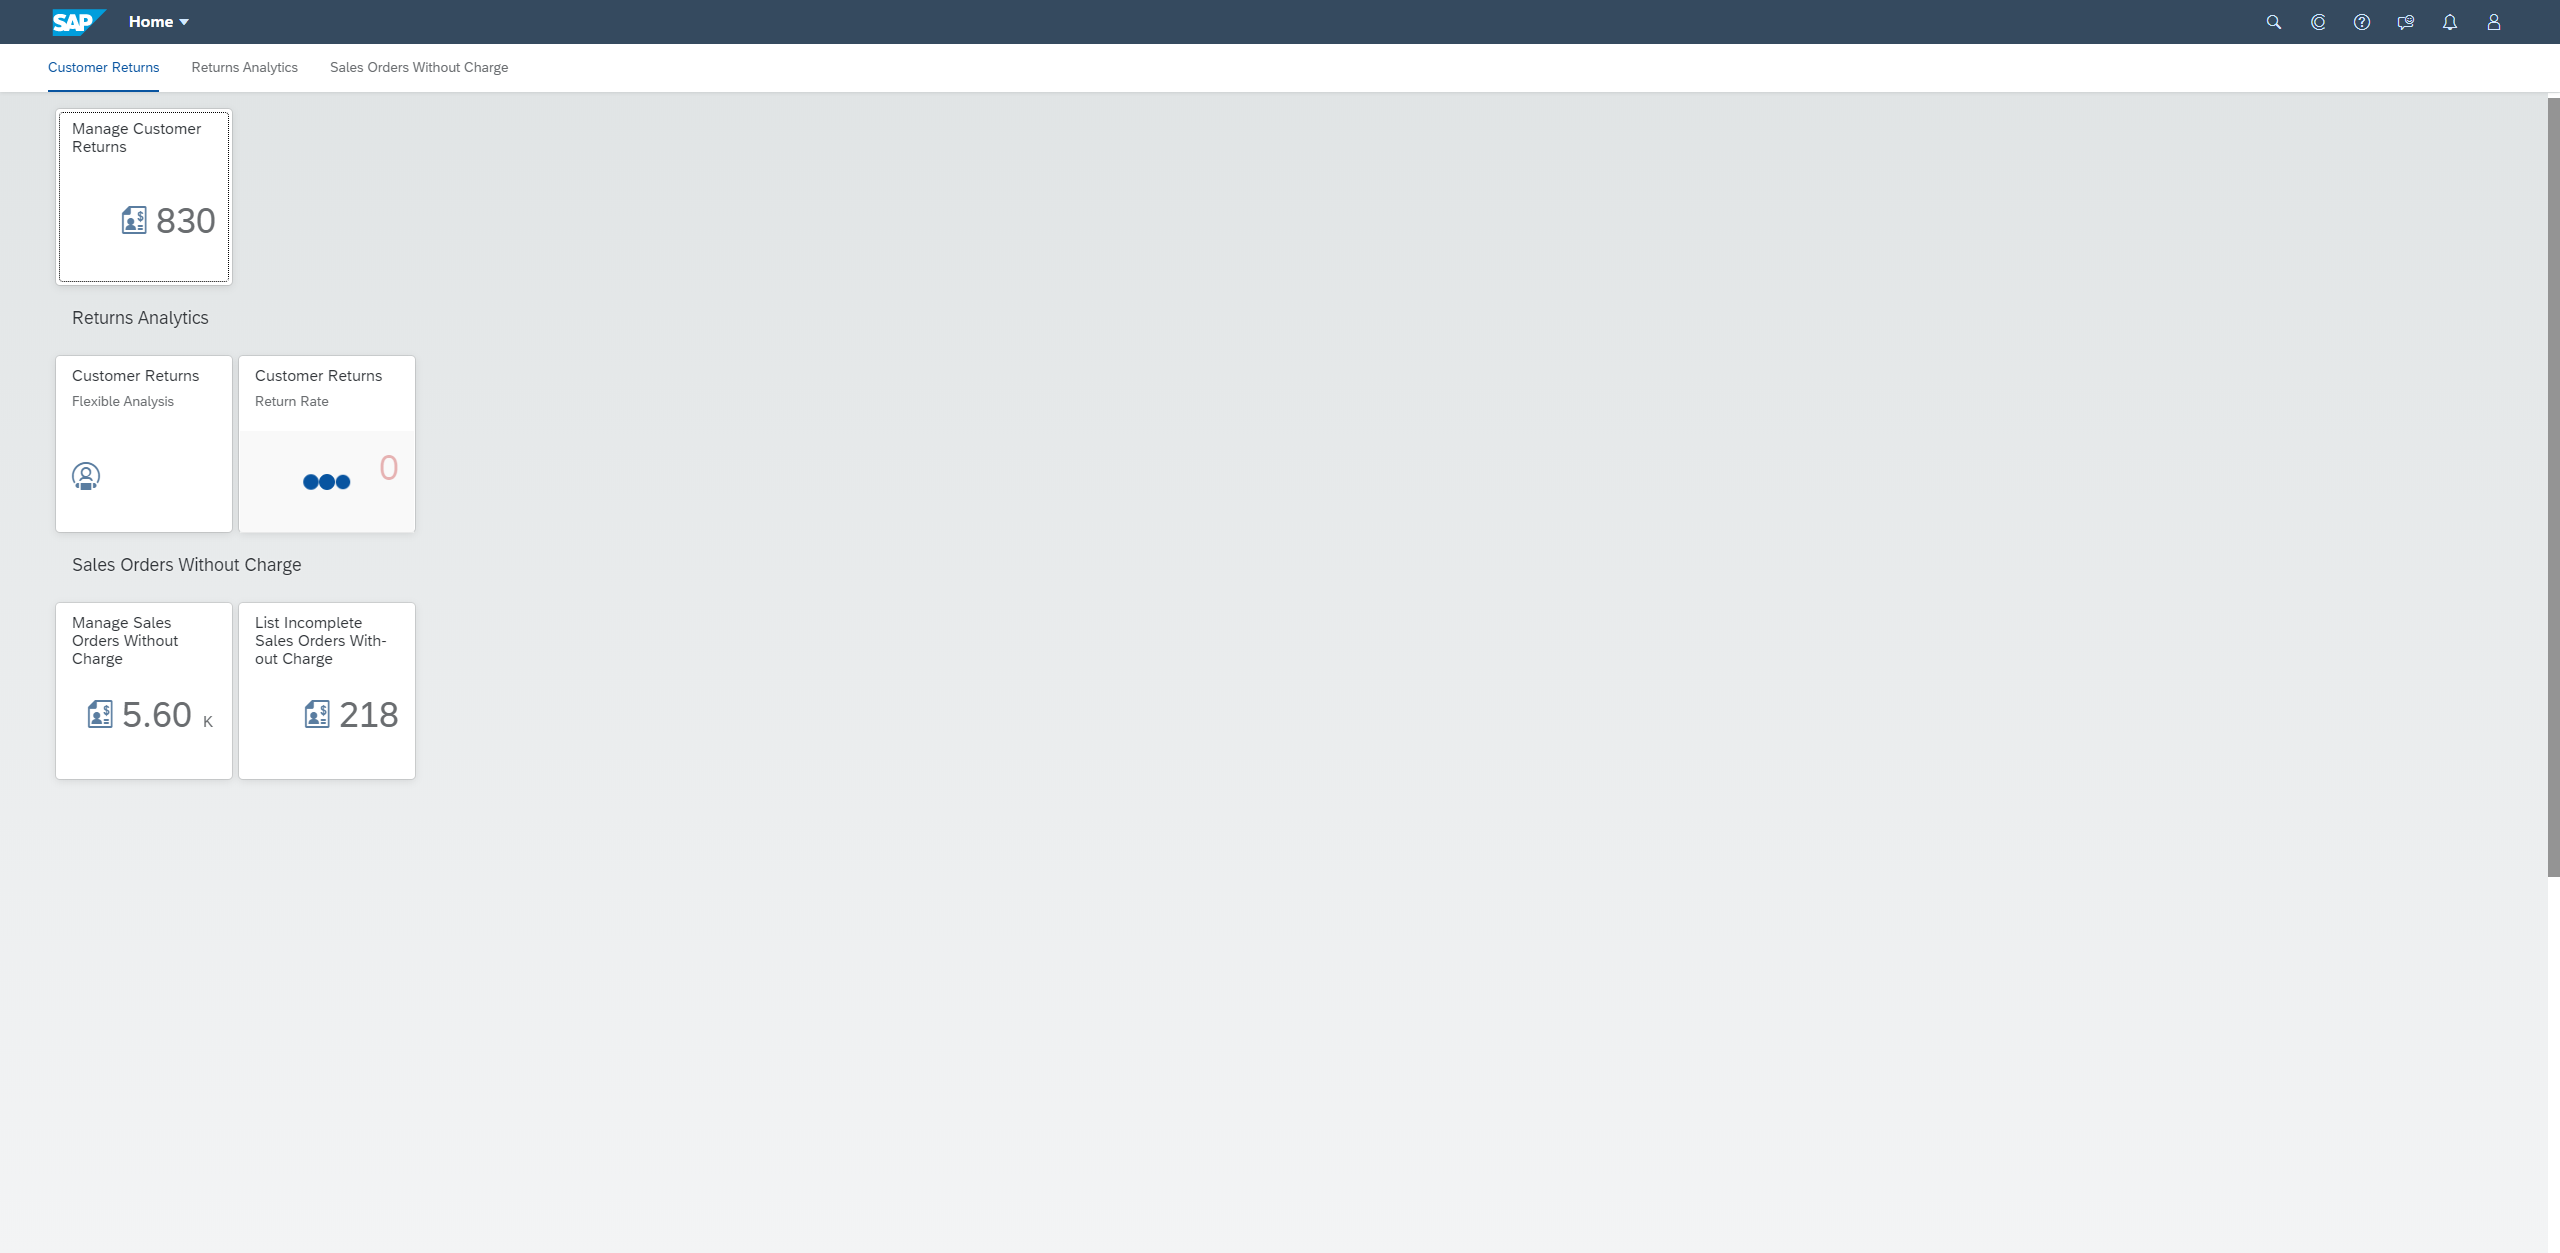 SAP Home
Customer Returns Returns Analytics Sales Orders Without Charge
Manage Customer
Returns
830
Returns Analytics
Customer Returns
Flexible Analysis
Customer Returns
Return Rate
0
Sales Orders Without Charge
Manage Sales
Orders Without
Charge
5.60 K
List Incomplete
Sales Orders With-
out Charge
218